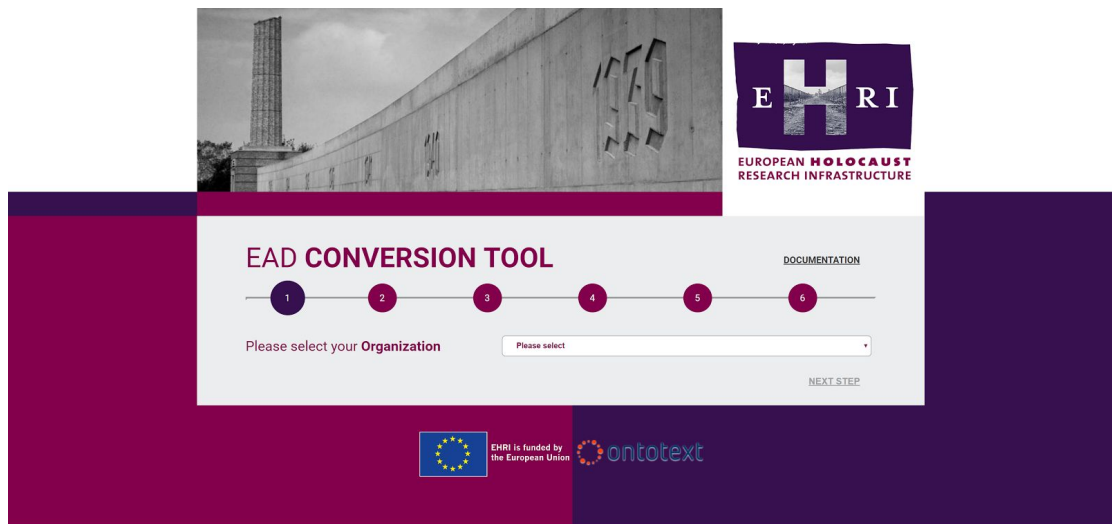 1939
E H RI
EUROPEAN HOLOCAUST
RESEARCH INFRASTRUCTURE
EAD CONVERSION TOOL
DOCUMENTATION
1 2 3 4 5 6
Please select your Organization
Please select
NEXT STEP
EHRI is funded by
the European Union
ontotext